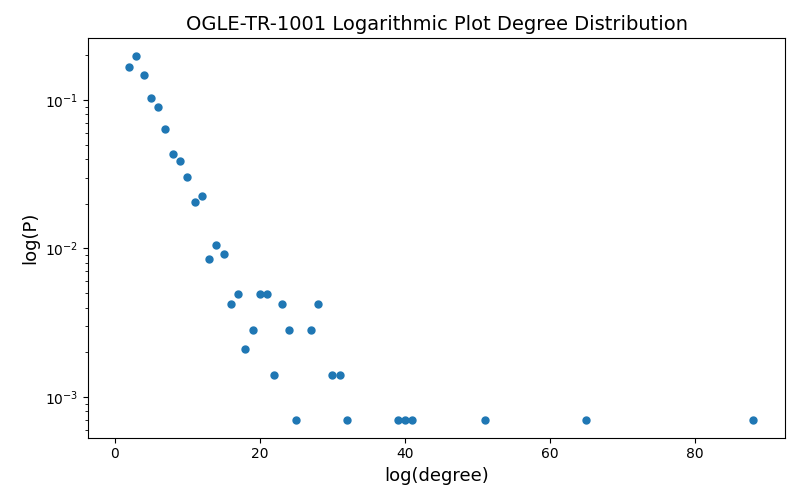 OGLE-TR-1001 Logarithmic Plot Degree Distribution
log(P)
10⁻¹
10⁻²
10⁻³
0 20 40 60 80
log(degree)